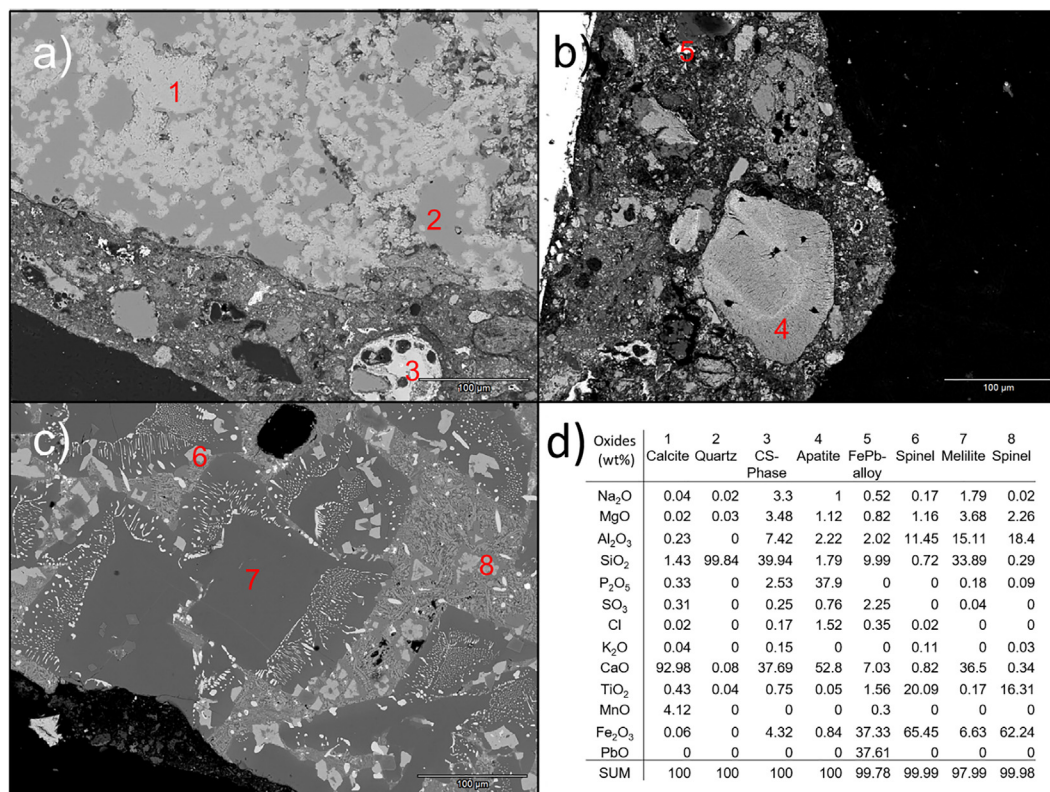 a)
1
2
3
100 µm
b)
5
4
100 µm
c)
6
7
8
100 µm
d)
Oxides 1 2 3 4 5 6 7 8
(wt%) Calcite Quartz CS- Apatite FePb- Spinel Melilite Spinel
Phase alloy
Na₂O 0.04 0.02 3.3 1 0.52 0.17 1.79 0.02
MgO 0.02 0.03 3.48 1.12 0.82 1.16 3.68 2.26
Al₂O₃ 0.23 0 7.42 2.22 2.02 11.45 15.11 18.4
SiO₂ 1.43 99.84 39.94 1.79 9.99 0.72 33.89 0.29
P₂O₅ 0.33 0 2.53 37.9 0 0.18 0.09
SO₃ 0.31 0 0.25 0.76 2.25 0 0.04 0
Cl 0.02 0 0.17 1.52 0.35 0.02 0 0
K₂O 0.04 0 0.15 0 0.11 0 0.03
CaO 92.98 0.08 37.69 52.8 7.03 0.82 36.5 0.34
TiO₂ 0.43 0.04 0.75 0.05 1.56 20.09 0.17 16.31
MnO 4.12 0 0 0 0.3 0 0
Fe₂O₃ 0.06 0 4.32 0.84 37.33 65.45 6.63 62.24
PbO 0 0 0 0 37.61 0 0 0
SUM 100 100 100 100 99.78 99.99 97.99 99.98